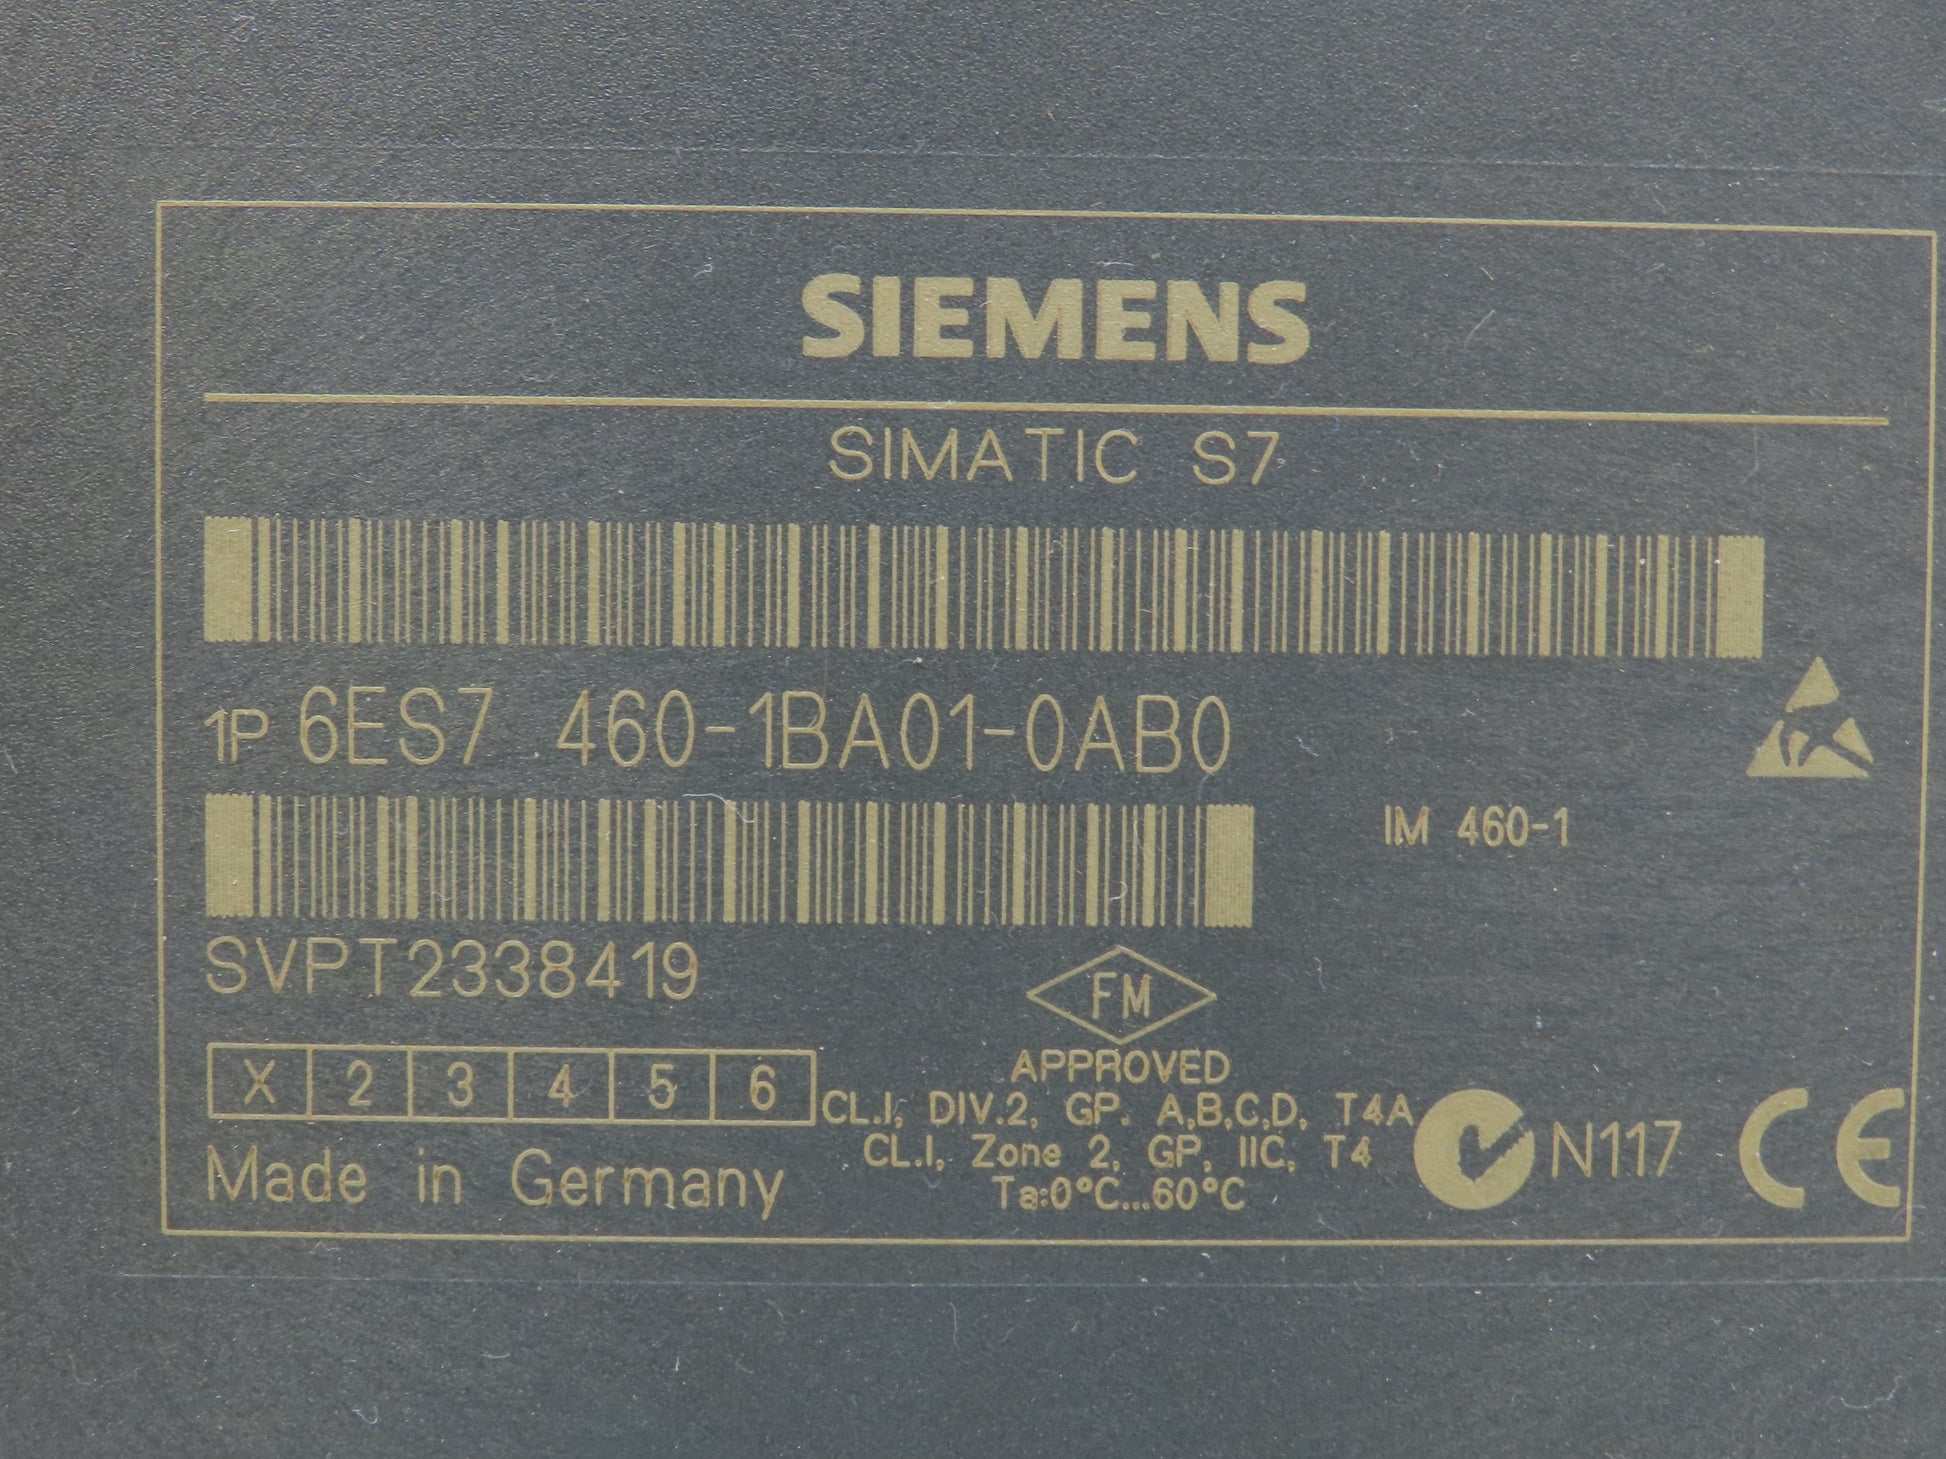 SIEMENS
SIMATIC S7
1P 6ES7 460-1BA01-0AB0
IM 460-1
SVPT2338419
FM
APPROVED
X 2 3 4 5 6
CL.I, DIV.2, GP. A,B,C,D, T4A
CL.I, Zone 2, GP, IIC, T4
Ta:0°C...60°C
N117
CE
Made in Germany